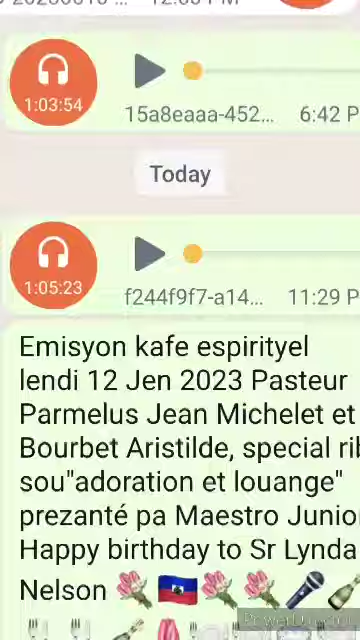 1:03:54
15a8eaaa-452... 6:42 P
Today
1:05:23
f244f9f7-a14... 11:29 P
Emisyon kafe espirityel
lendi 12 Jen 2023 Pasteur
Parmelus Jean Michelet et
Bourbet Aristilde, special rib
sou"adoration et louange"
prezanté pa Maestro Junio
Happy birthday to Sr Lynda
Nelson